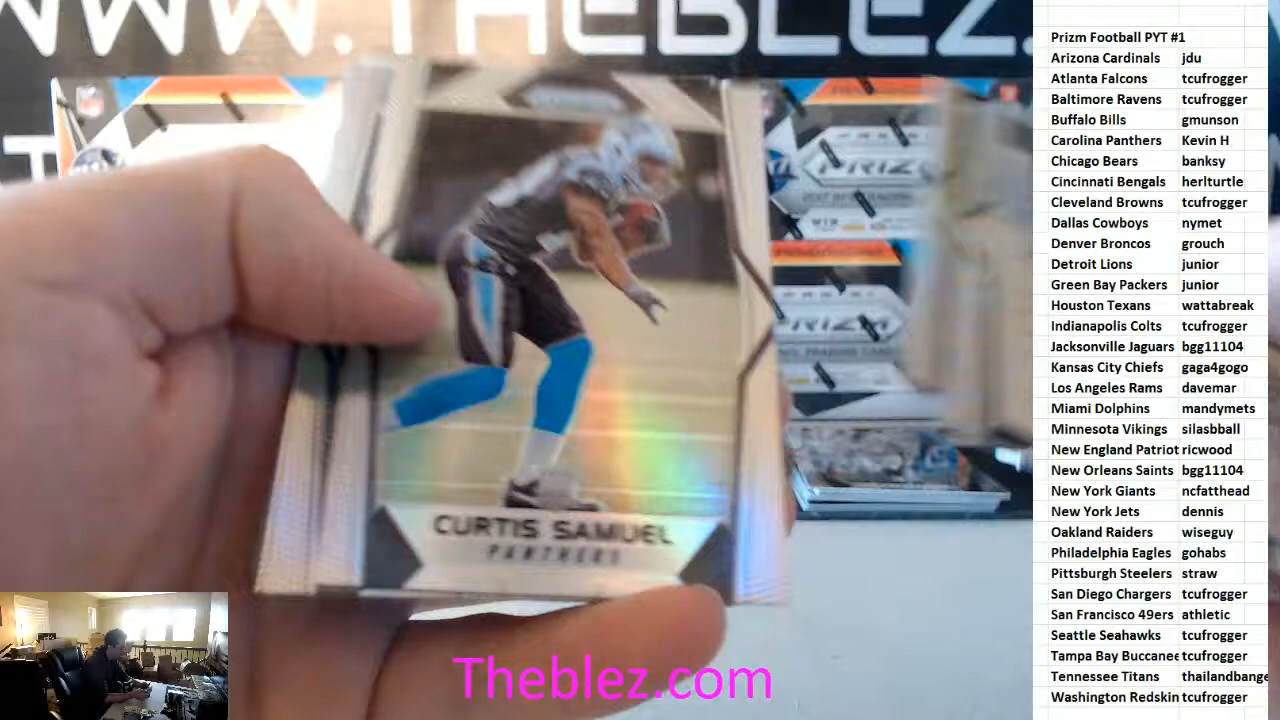 WWW.THEBLEZ.
PRIZM
PRIZM
CURTIS SAMUEL
PANTHERS
Theblez.com
Prizm Football PYT #1
Arizona Cardinals jdu
Atlanta Falcons tcufrogger
Baltimore Ravens tcufrogger
Buffalo Bills gmunson
Carolina Panthers Kevin H
Chicago Bears banksy
Cincinnati Bengals herlturtle
Cleveland Browns tcufrogger
Dallas Cowboys nymet
Denver Broncos grouch
Detroit Lions junior
Green Bay Packers junior
Houston Texans wattabreak
Indianapolis Colts tcufrogger
Jacksonville Jaguars bgg11104
Kansas City Chiefs gaga4gogo
Los Angeles Rams davemar
Miami Dolphins mandymets
Minnesota Vikings silasbball
New England Patriot ricwood
New Orleans Saints bgg11104
New York Giants ncfatthead
New York Jets dennis
Oakland Raiders wiseguy
Philadelphia Eagles gohabs
Pittsburgh Steelers straw
San Diego Chargers tcufrogger
San Francisco 49ers athletic
Seattle Seahawks tcufrogger
Tampa Bay Buccanee tcufrogger
Tennessee Titans thailandbange
Washington Redskin tcufrogger